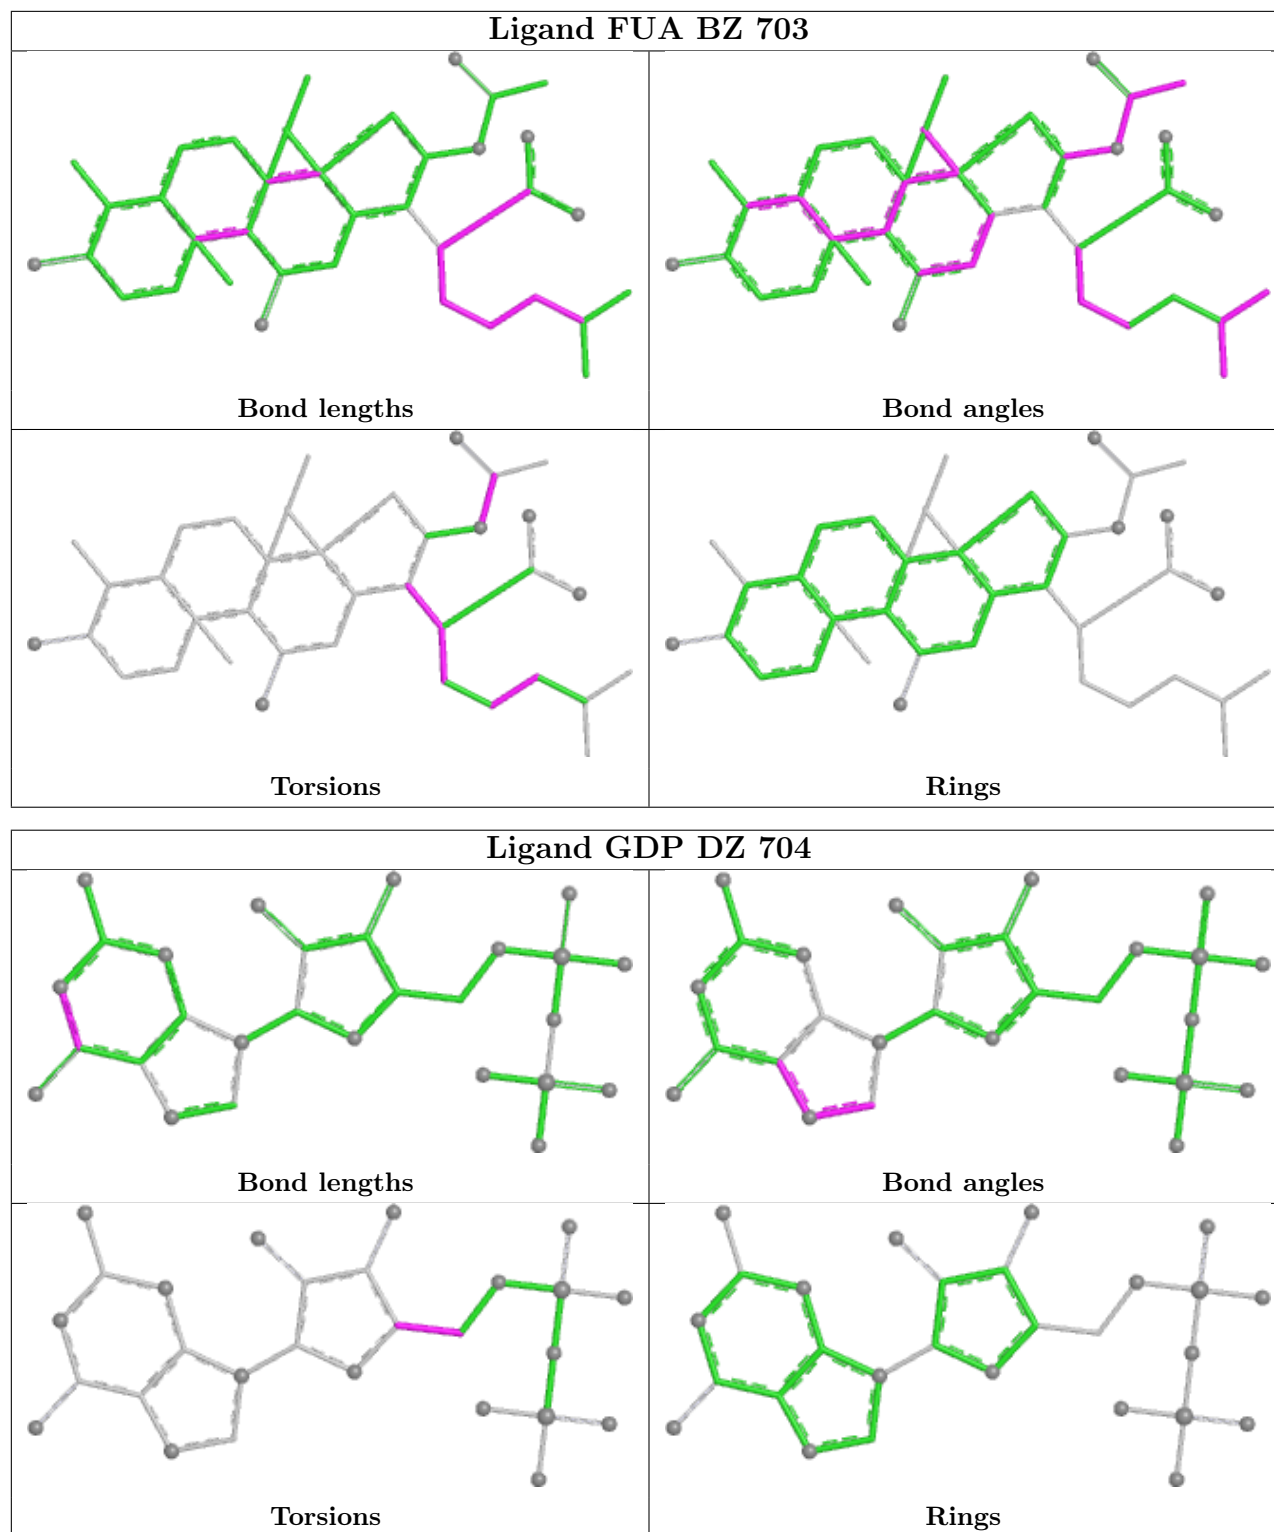 Ligand FUA BZ 703
Bond lengths
Bond angles
Torsions
Rings
Ligand GDP DZ 704
Bond lengths
Bond angles
Torsions
Rings